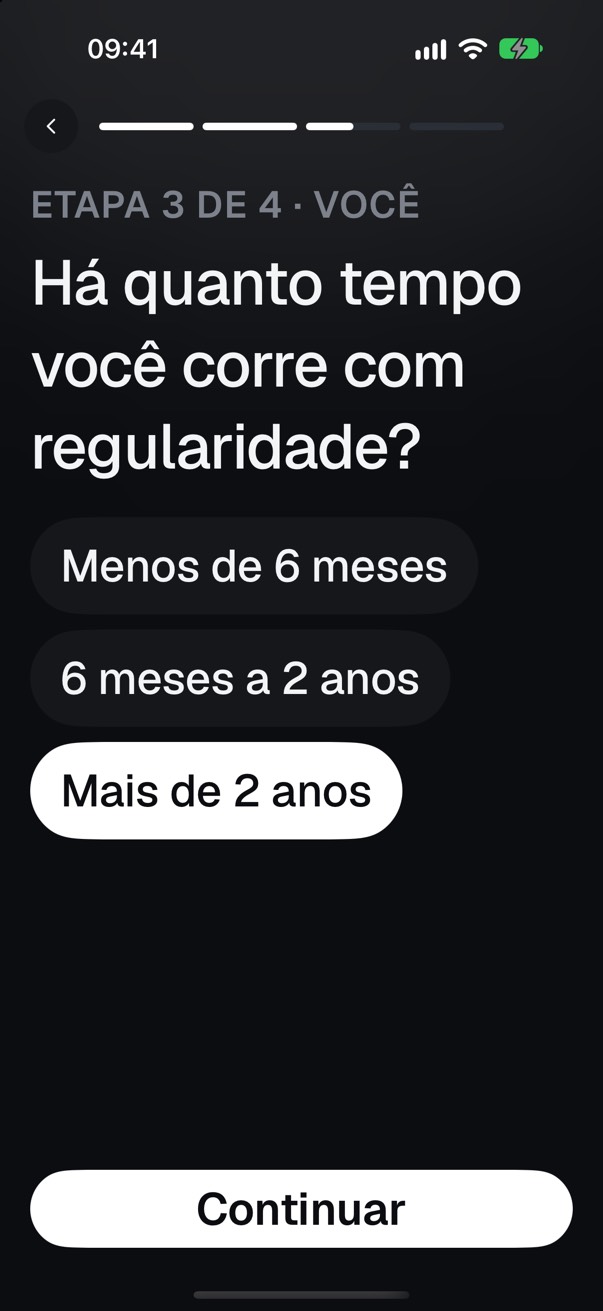 09:41
ETAPA 3 DE 4 · VOCÊ
Há quanto tempo
você corre com
regularidade?
Menos de 6 meses
6 meses a 2 anos
Mais de 2 anos
Continuar